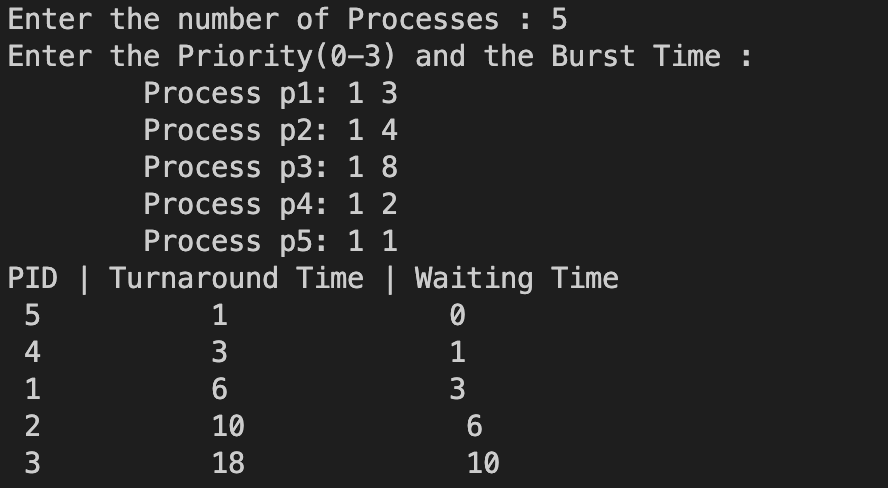 Enter the number of Processes : 5
Enter the Priority(0-3) and the Burst Time :
Process p1: 1 3
Process p2: 1 4
Process p3: 1 8
Process p4: 1 2
Process p5: 1 1
PID | Turnaround Time | Waiting Time
5 1 0
4 3 1
1 6 3
2 10 6
3 18 10